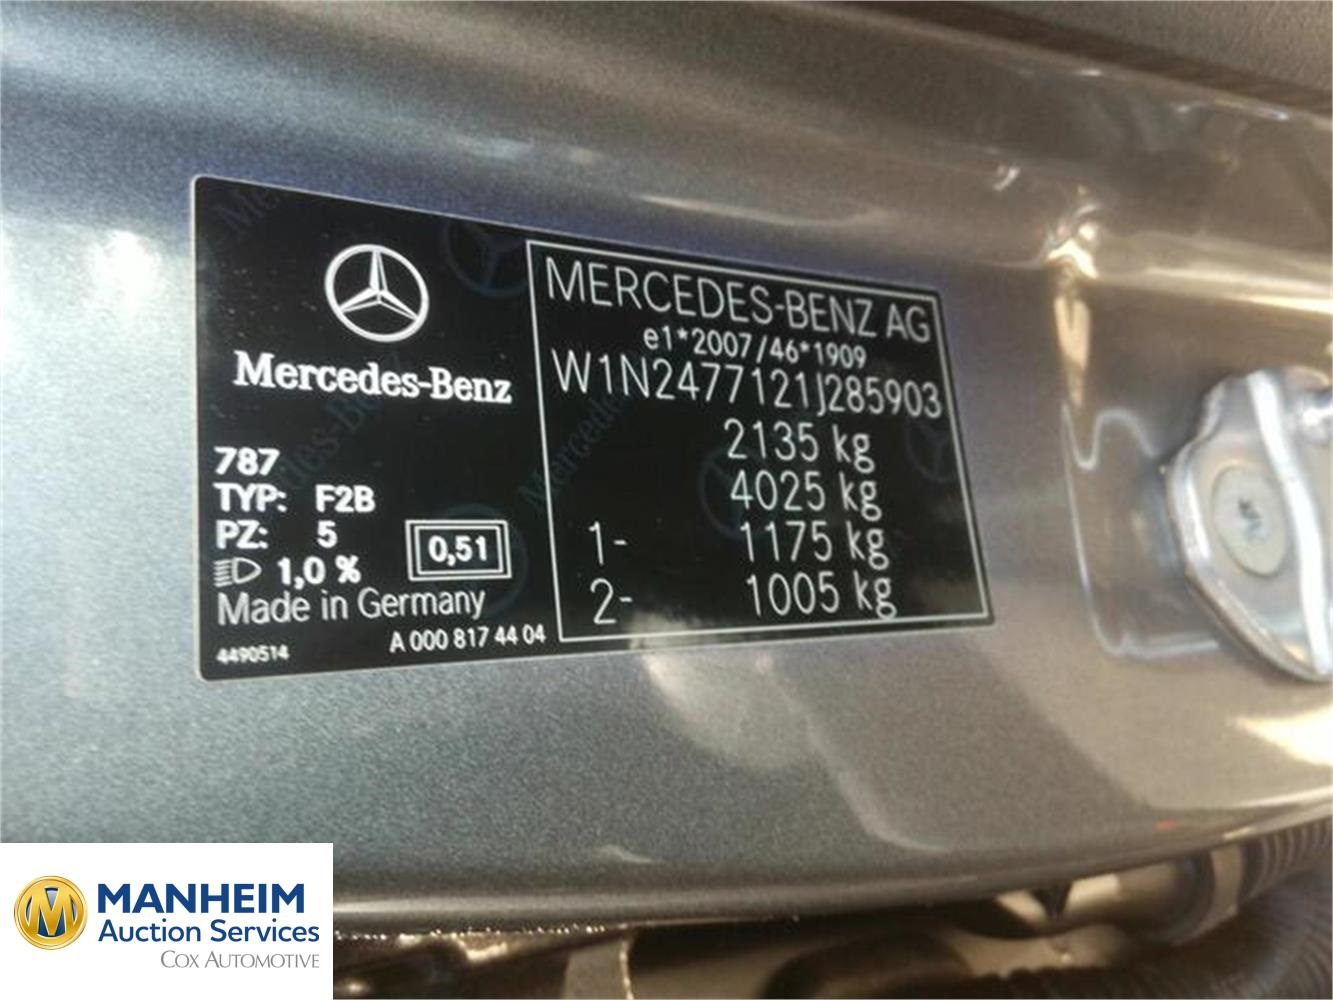 Mercedes-Benz
787
TYP: F2B
PZ: 5
1,0 %
0,51
Made in Germany
4490514
A 000 817 44 04
MERCEDES-BENZ AG
e1*2007/46*1909
W1N2477121J285903
2135 kg
4025 kg
1- 1175 kg
2- 1005 kg
MANHEIM
Auction Services
COX AUTOMOTIVE